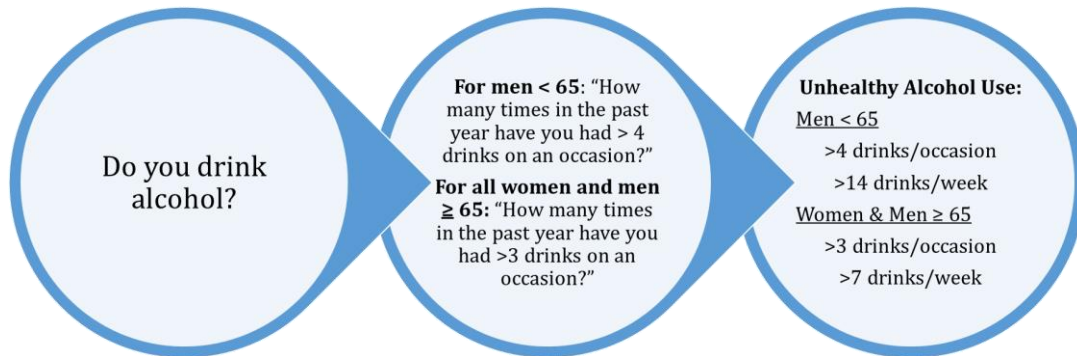 Do you drink
alcohol?
For men < 65: “How
many times in the past
year have you had > 4
drinks on an occasion?”
For all women and men
≥ 65: “How many times
in the past year have you
had >3 drinks on an
occasion?”
Unhealthy Alcohol Use:
Men < 65
>4 drinks/occasion
>14 drinks/week
Women & Men ≥ 65
>3 drinks/occasion
>7 drinks/week